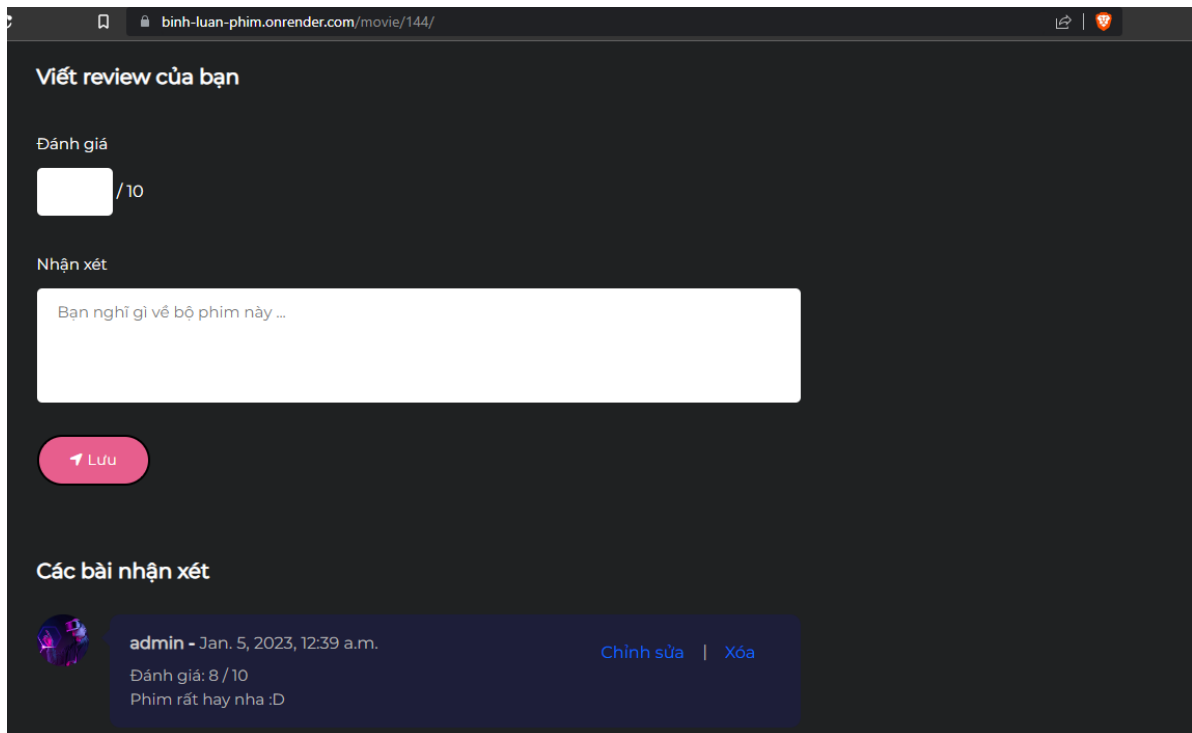 binh-luan-phim.onrender.com/movie/144/
Viết review của bạn
Đánh giá
/ 10
Nhận xét
Bạn nghĩ gì về bộ phim này ...
Lưu
Các bài nhận xét
admin - Jan. 5, 2023, 12:39 a.m.
Chỉnh sửa | Xóa
Đánh giá: 8 / 10
Phim rất hay nha :D